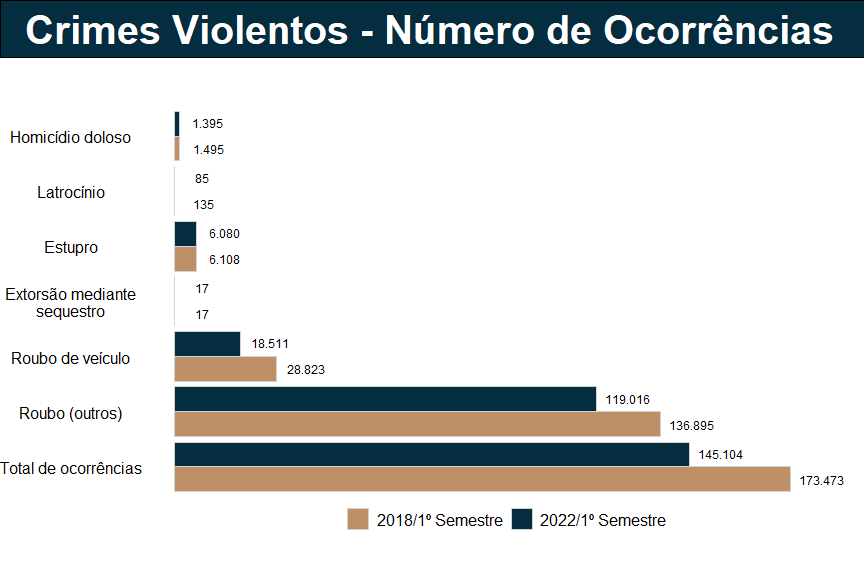 Crimes Violentos - Número de Ocorrências
Homicídio doloso
1.395
1.495
Latrocínio
85
135
Estupro
6.080
6.108
Extorsão mediante
sequestro
17
17
Roubo de veículo
18.511
28.823
Roubo (outros)
119.016
136.895
Total de ocorrências
145.104
173.473
2018/1º Semestre
2022/1º Semestre